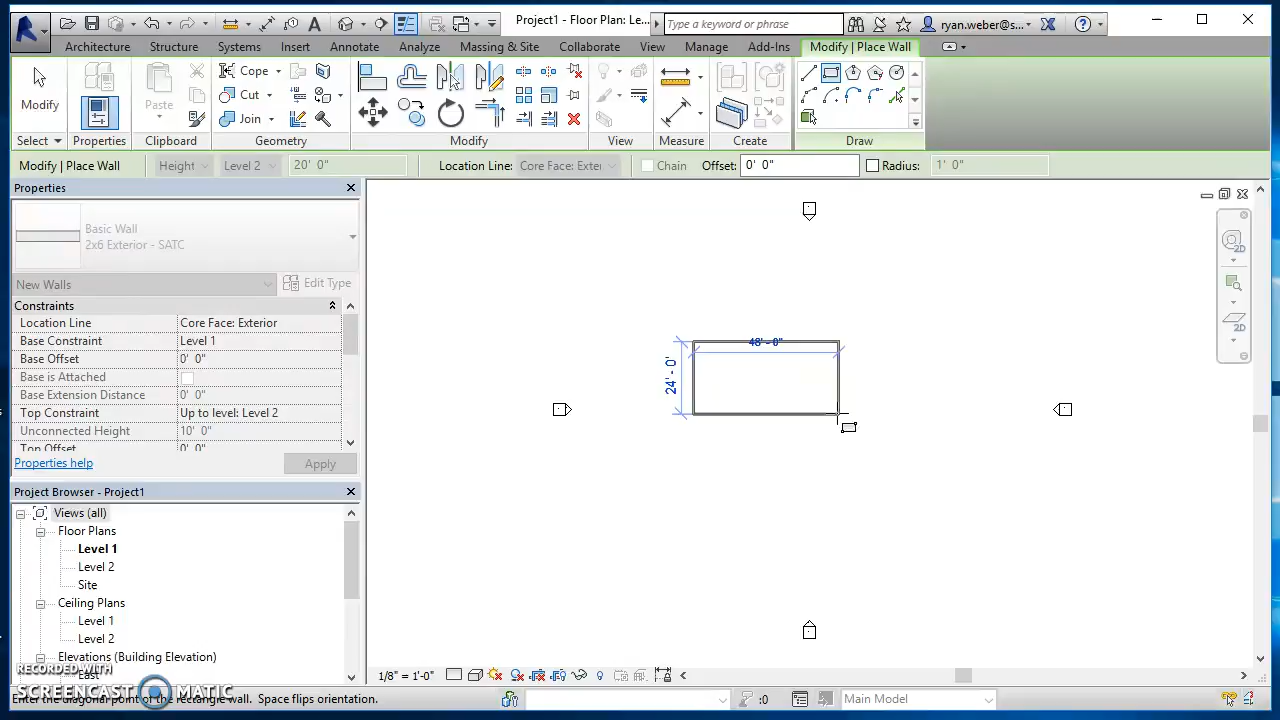 Project1 - Floor Plan: Le...
Type a keyword or phrase
ryan.weber@s...
Architecture Structure Systems Insert Annotate Analyze Massing & Site Collaborate View Manage Add-Ins Modify | Place Wall
Modify
Paste
Cope
Cut
Join
Select Properties Clipboard Geometry Modify View Measure Create Draw
Modify | Place Wall Height Level 2 20' 0" Location Line: Core Face: Exter Chain Offset: 0' 0" Radius: 1' 0"
Properties
Basic Wall
2x6 Exterior - SATC
New Walls Edit Type
Constraints
Location Line Core Face: Exterior
Base Constraint Level 1
Base Offset 0' 0"
Base is Attached
Base Extension Distance 0' 0"
Top Constraint Up to level: Level 2
Unconnected Height 10' 0"
Top Offset 0' 0"
Properties help Apply
Project Browser - Project1
Views (all)
Floor Plans
Level 1
Level 2
Site
Ceiling Plans
Level 1
Level 2
Elevations (Building Elevation)
East
48' - 0"
24' - 0"
2D
2D
1/8" = 1'-0"
RECORDED WITH
SCREENCAST MATIC
Enter the diagonal point of the rectangle wall. Space flips orientation.
:0
Main Model